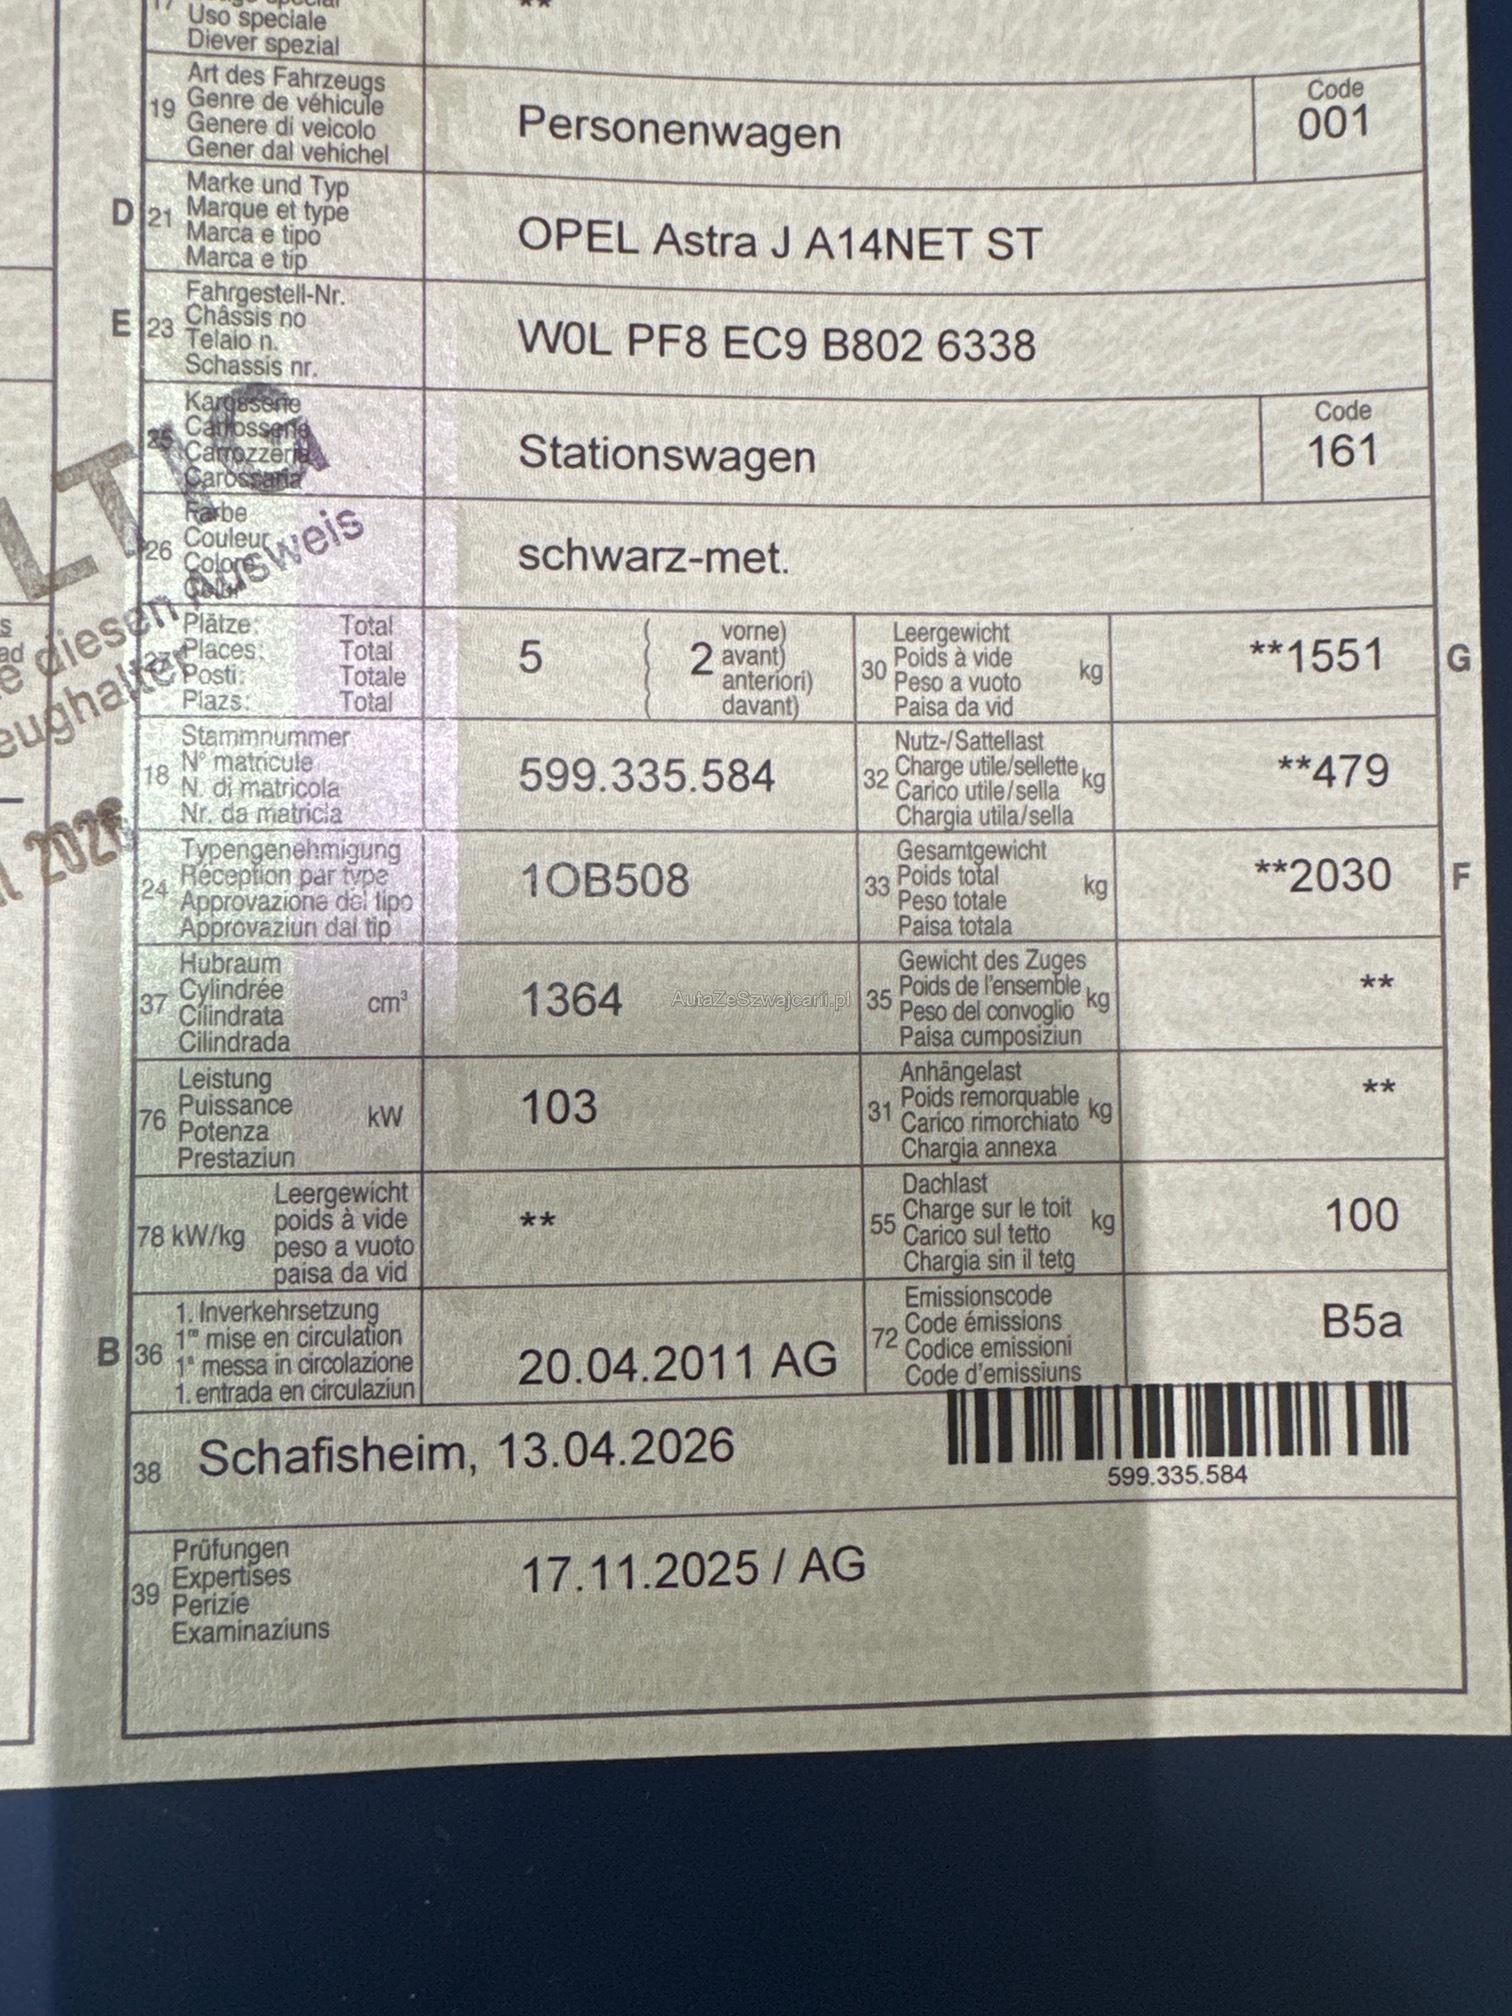 17
Uso speciale
Diever spezial
**
19
Art des Fahrzeugs
Genre de véhicule
Genere di veicolo
Gener dal vehichel
Personenwagen
Code
001
D
21
Marke und Typ
Marque et type
Marca e tipo
Marca e tip
OPEL Astra J A14NET ST
E
23
Fahrgestell-Nr.
Châssis no
Telaio n.
Schassis nr.
W0L PF8 EC9 B802 6338
25
Karosserie
Carrosserie
Carrozzeria
Carossaria
Stationswagen
Code
161
26
Farbe
Couleur
Colore
Colur
schwarz-met.
27
Plätze: Total
Places: Total
Posti: Totale
Plazs: Total
5
2
vorne)
avant)
anteriori)
davant)
30
Leergewicht
Poids à vide
Peso a vuoto
Paisa da vid
kg
**1551
G
18
Stammnummer
N° matricule
N. di matricola
Nr. da matricla
599.335.584
32
Nutz-/Sattellast
Charge utile/sellette
Carico utile/sella
Chargia utila/sella
kg
**479
24
Typengenehmigung
Réception par type
Approvazione del tipo
Approvaziun dal tip
1OB508
33
Gesamtgewicht
Poids total
Peso totale
Paisa totala
kg
**2030
F
37
Hubraum
Cylindrée
Cilindrata
Cilindrada
cm³
1364
AutaZeSzwajcarii.pl
35
Gewicht des Zuges
Poids de l'ensemble
Peso del convoglio
Paisa cumposiziun
kg
**
76
Leistung
Puissance
Potenza
Prestaziun
kW
103
31
Anhängelast
Poids remorquable
Carico rimorchiato
Chargia annexa
kg
**
78 kW/kg
Leergewicht
poids à vide
peso a vuoto
paisa da vid
**
55
Dachlast
Charge sur le toit
Carico sul tetto
Chargia sin il tetg
kg
100
B
36
1. Inverkehrsetzung
1re mise en circulation
1a messa in circolazione
1. entrada en circulaziun
20.04.2011 AG
72
Emissionscode
Code émissions
Codice emissioni
Code d'emissiuns
B5a
38
Schafisheim, 13.04.2026
599.335.584
39
Prüfungen
Expertises
Perizie
Examinaziuns
17.11.2025 / AG
diesen Ausweis
2026